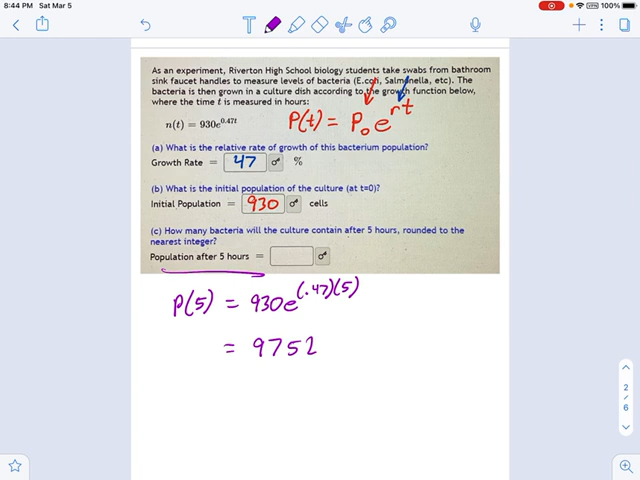 8:44 PM Sat Mar 5
VPN 100%
As an experiment, Riverton High School biology students take swabs from bathroom
sink faucet handles to measure levels of bacteria (E.coli, Salmonella, etc). The
bacteria is then grown in a culture dish according to the growth function below,
where the time t is measured in hours:
n(t) = 930e^{0.47t}
P(t) = P₀ e^{rt}
(a) What is the relative rate of growth of this bacterium population?
Growth Rate = 47 %
(b) What is the initial population of the culture (at t=0)?
Initial Population = 930 cells
(c) How many bacteria will the culture contain after 5 hours, rounded to the
nearest integer?
Population after 5 hours =
P(5) = 930e^{(.47)(5)}
= 9752
2
/
6